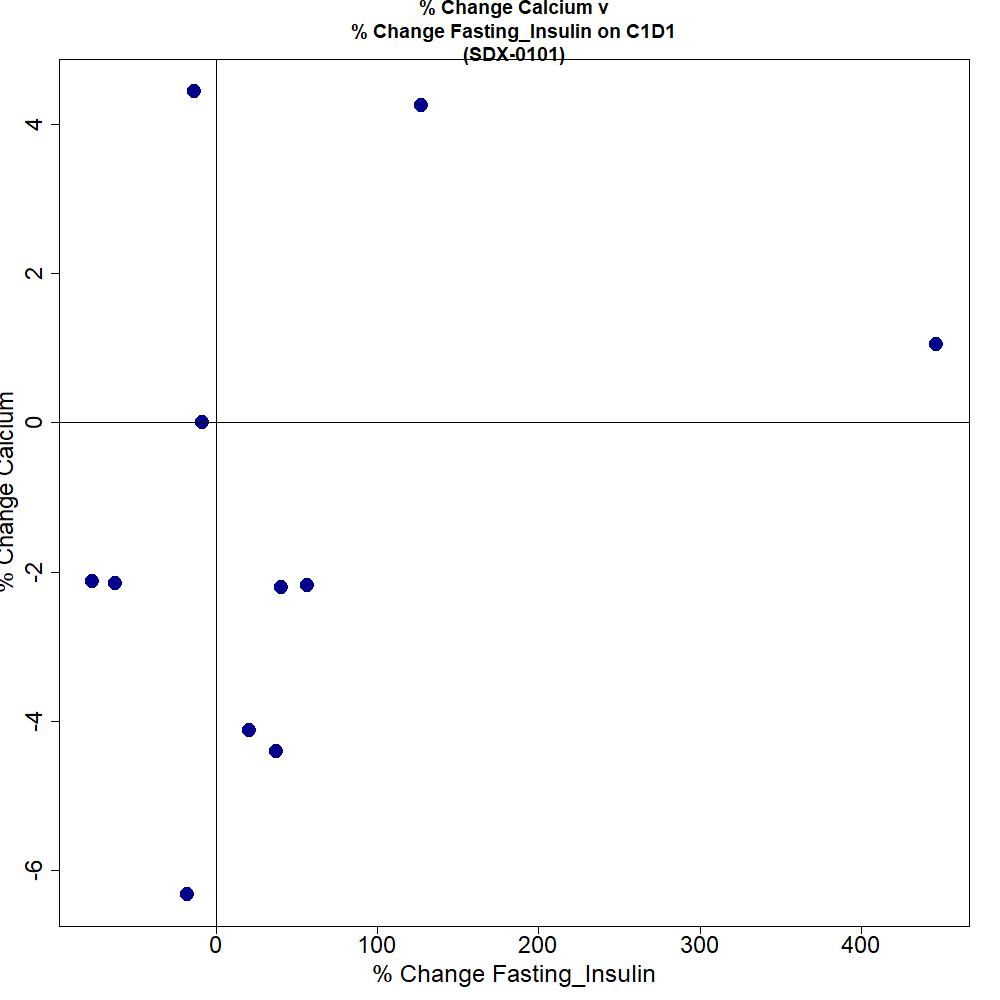 % Change Calcium v
% Change Fasting_Insulin on C1D1
(SDX-0101)
% Change Calcium
4
2
0
-2
-4
-6
0 100 200 300 400
% Change Fasting_Insulin